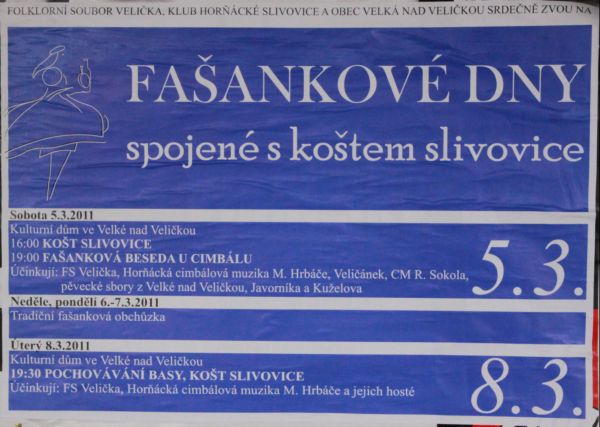 FOLKLORNÍ SOUBOR VELIČKA, KLUB HORŇÁCKÉ SLIVOVICE A OBEC VELKÁ NAD VELIČKOU SRDEČNĚ ZVOU NA
FAŠANKOVÉ DNY
spojené s koštem slivovice
Sobota 5.3.2011
Kulturní dům ve Velké nad Veličkou
16:00 KOŠT SLIVOVICE
19:00 FAŠANKOVÁ BESEDA U CIMBÁLU
Účinkují: FS Velička, Horňácká cimbálová muzika M. Hrbáče, Veličánek, CM R. Sokola,
pěvecké sbory z Velké nad Veličkou, Javorníka a Kuželova
5.3.
Neděle, pondělí 6.-7.3.2011
Tradiční fašanková obchůzka
Úterý 8.3.2011
Kulturní dům ve Velké nad Veličkou
19:30 POCHOVÁVÁNÍ BASY, KOŠT SLIVOVICE
Účinkují: FS Velička, Horňácká cimbálová muzika M. Hrbáče a jejich hosté
8.3.